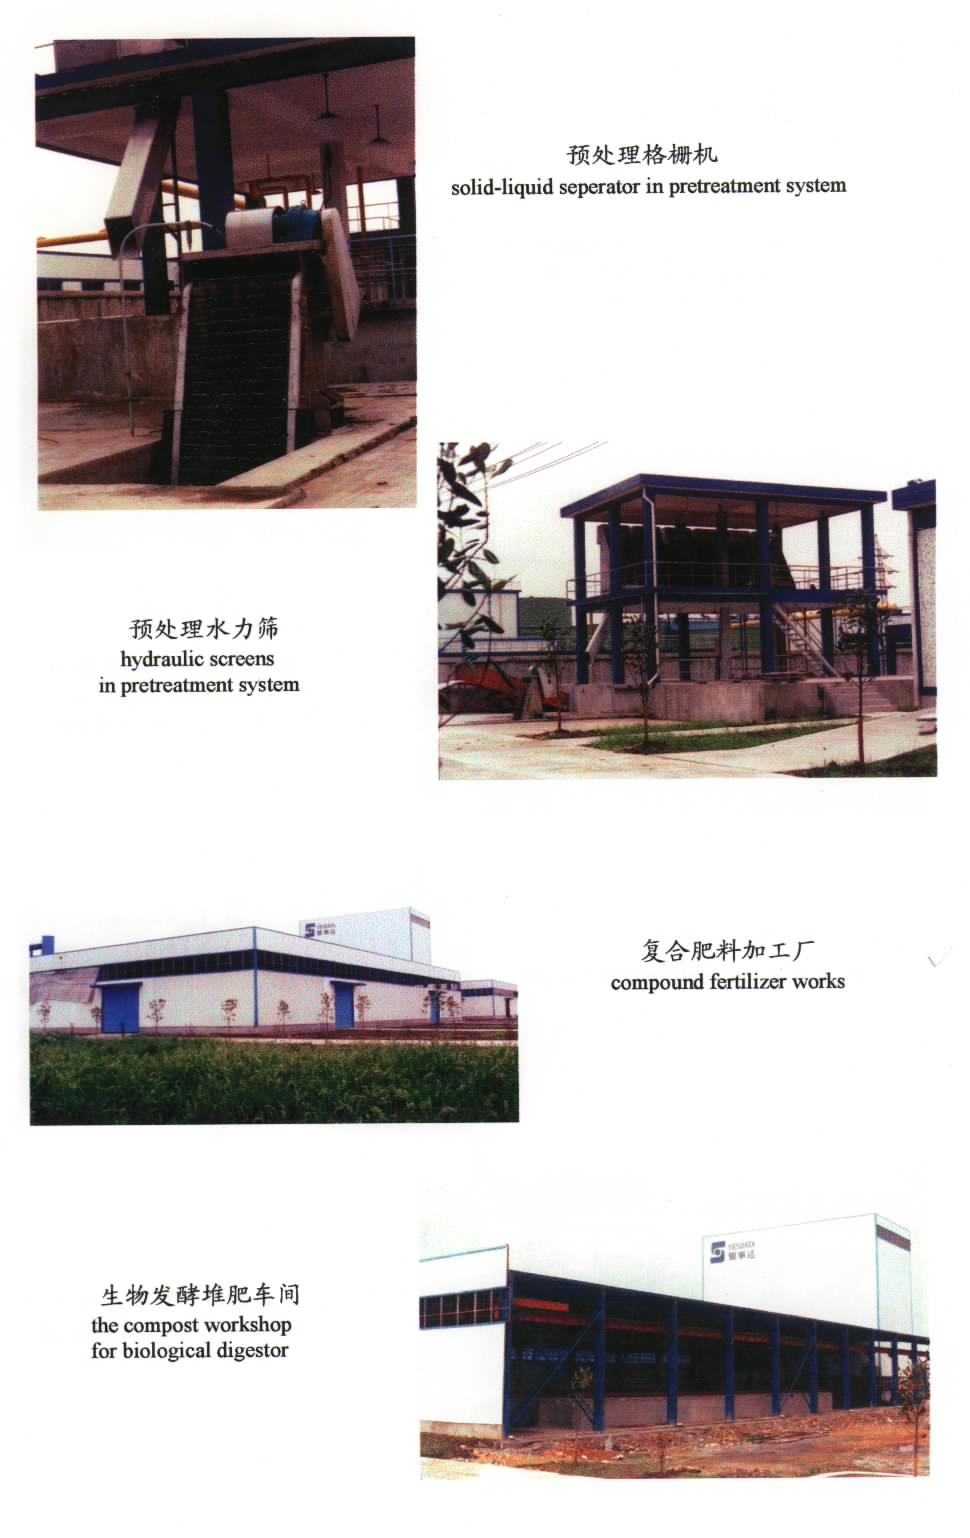 预处理格栅机
solid-liquid seperator in pretreatment system
预处理水力筛
hydraulic screens
in pretreatment system
YESDATA
复合肥料加工厂
compound fertilizer works
YESDATA
生物发酵堆肥车间
the compost workshop
for biological digestor